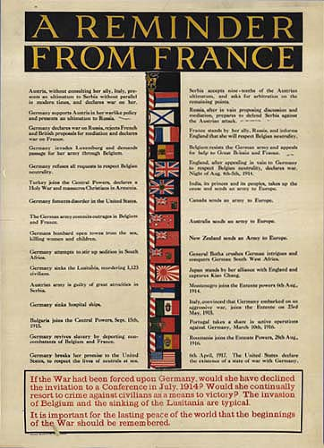 A REMINDER
FROM FRANCE
Austria, without consulting her ally, Italy, pre-
sents an ultimatum to Serbia without parallel
in modern times, and declares war on her.
Germany supports Austria in her warlike policy
and presents an ultimatum to Russia.
Germany declares war on Russia, rejects French
and British proposals for mediation and declares
war on France.
Germany invades Luxemburg and demands
passage for her army through Belgium.
Germany refuses all requests to respect Belgian
neutrality.
Turkey joins the Central Powers, declares a
Holy War and massacres Christians in Armenia.
Germany foments disorder in the United States.
The German army commits outrages in Belgium
and France.
Germans bombard open towns from the sea,
killing women and children.
Germany attempts to stir up sedition in South
Africa.
Germany sinks the Lusitania, murdering 1,123
civilians.
Austrian army is guilty of great atrocities in
Serbia.
Germany sinks hospital ships.
Bulgaria joins the Central Powers, Sept. 15th,
1915.
Germany revives slavery by deporting non-
combatants of Belgium and France.
Germany breaks her promise to the United
States, to respect the lives of neutrals at sea.
Serbia accepts nine-tenths of the Austrian
ultimatum, and asks for arbitration on the
remaining points.
Russia, after in vain proposing discussion and
mediation, prepares to defend Serbia against
the Austrian attack.
France stands by her ally, Russia, and informs
England that she will respect Belgian neutrality.
Belgium resists the German army and appeals
for help to Great Britain and France.
England, after appealing in vain to Germany
to respect Belgian neutrality, declares war
Night of Aug. 4th-5th, 1914.
India, its princes and its peoples, takes up the
cause and sends an army to Europe.
Canada sends an army to Europe.
Australia sends an army to Europe.
New Zealand sends an Army to Europe.
General Botha crushes German intrigues and
conquers German South West Africa.
Japan stands by her alliance with England and
captures Kiao Chang.
Montenegro joins the Entente powers 6th Aug.,
1914.
Italy, convinced that Germany embarked on an
aggressive war, joins the Entente on 23rd
May, 1915.
Portugal takes a share in active operations
against Germany, March 10th, 1916.
Roumania joins the Entente Powers, 28th Aug.,
1916.
6th April, 1917. The United States declares
the existence of a state of war with Germany.
If the War had been forced upon Germany, would she have declined
the invitation to a Conference in July, 1914? Would she continually
resort to crime against civilians as a means to victory? The invasion
of Belgium and the sinking of the Lusitania are typical.
It is important for the lasting peace of the world that the beginnings
of the War should be remembered.